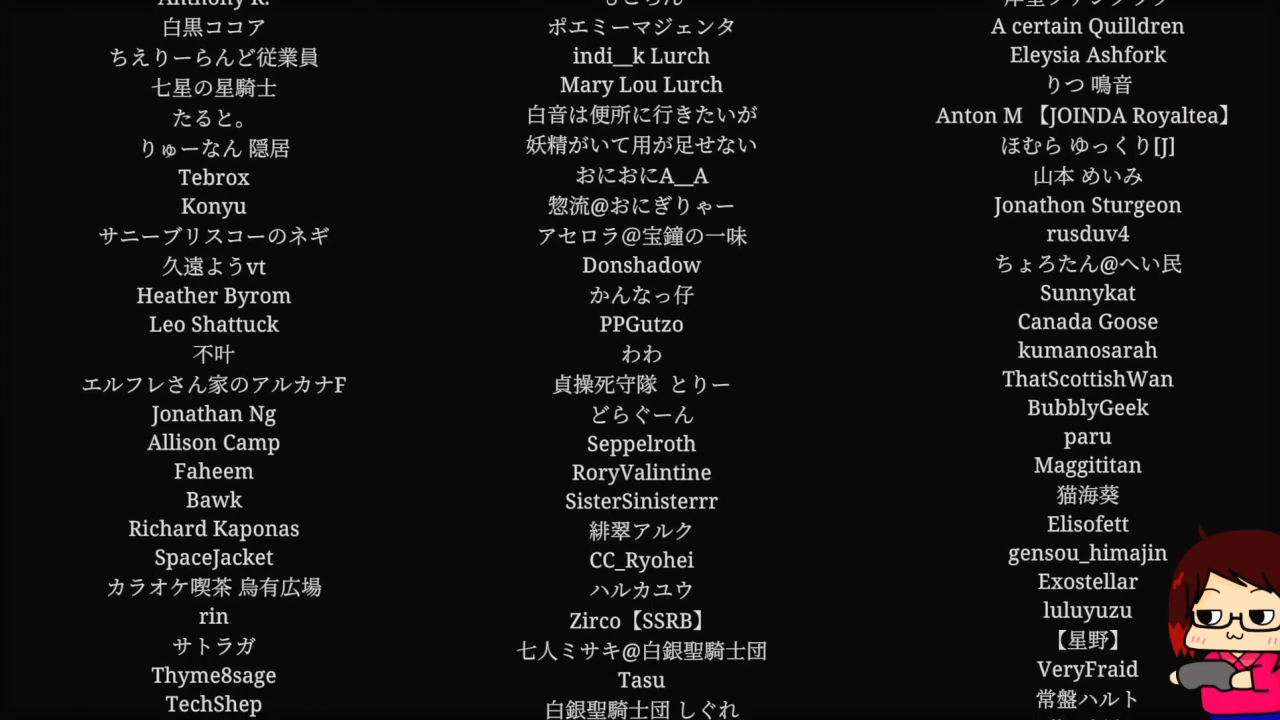 Anthony R.
白黒ココア
ちえりーらんど従業員
七星の星騎士
たると。
りゅーなん 隠居
Tebrox
Konyu
サニーブリスコーのネギ
久遠ようvt
Heather Byrom
Leo Shattuck
不叶
エルフレさん家のアルカナF
Jonathan Ng
Allison Camp
Faheem
Bawk
Richard Kaponas
SpaceJacket
カラオケ喫茶 烏有広場
rin
サトラガ
Thyme8sage
TechShep
ポエミーマジェンタ
indi__k Lurch
Mary Lou Lurch
白音は便所に行きたいが
妖精がいて用が足せない
おにおにA__A
惣流@おにぎりゃー
アセロラ@宝鐘の一味
Donshadow
かんなっ仔
PPGutzo
わわ
貞操死守隊 とりー
どらぐーん
Seppelroth
RoryValintine
SisterSinisterrr
緋翠アルク
CC_Ryohei
ハルカユウ
Zirco【SSRB】
七人ミサキ@白銀聖騎士団
Tasu
白銀聖騎士団 しぐれ
A certain Quilldren
Eleysia Ashfork
りつ 鳴音
Anton M 【JOINDA Royaltea】
ほむら ゆっくり[J]
山本 めいみ
Jonathon Sturgeon
rusduv4
ちょろたん@へい民
Sunnykat
Canada Goose
kumanosarah
ThatScottishWan
BubblyGeek
paru
Maggititan
猫海葵
Elisofett
gensou_himajin
Exostellar
luluyuzu
【星野】
VeryFraid
常盤ハルト